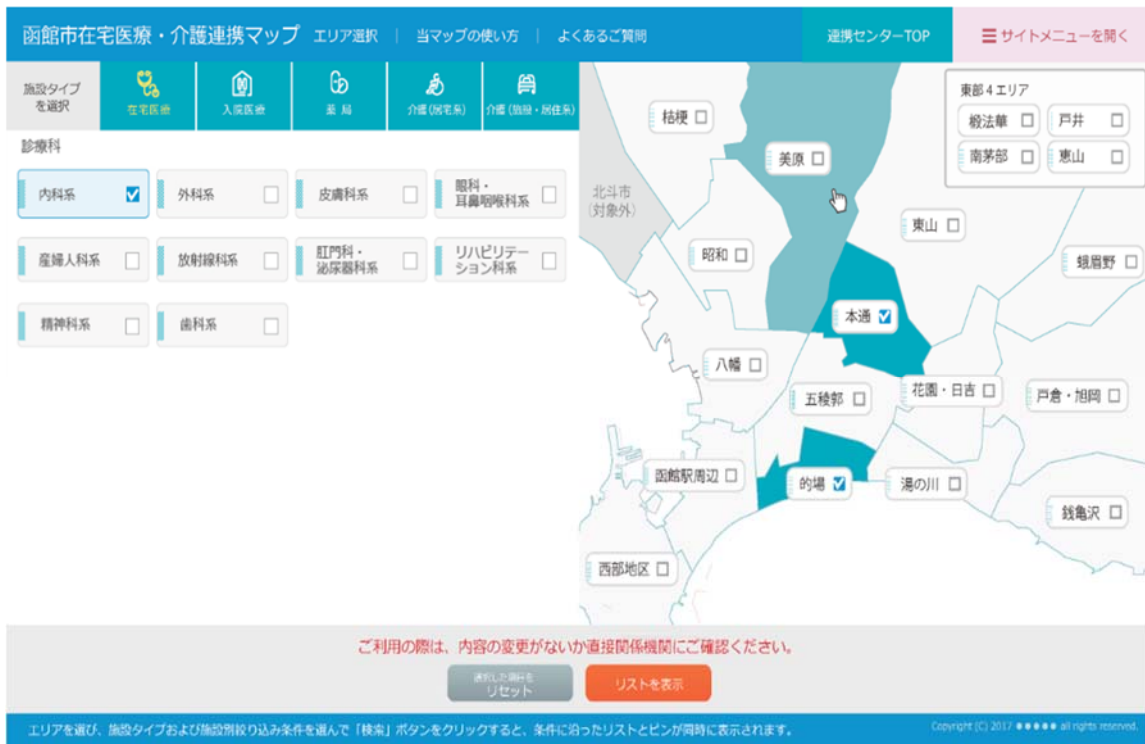 函館市在宅医療・介護連携マップ エリア選択 | 当マップの使い方 | よくあるご質問 連携センターTOP サイトメニューを開く
施設タイプ
を選択
在宅医療
入院医療
薬局
介護(居宅系)
介護(施設・居住系)
診療科
内科系
外科系
皮膚科系
眼科・
耳鼻咽喉科系
産婦人科系
放射線科系
肛門科・
泌尿器科系
リハビリテー
ション科系
精神科系
歯科系
東部4エリア
椴法華
戸井
南茅部
恵山
桔梗
美原
北斗市
(対象外)
東山
昭和
蛾眉野
本通
八幡
五稜郭
花園・日吉
戸倉・旭岡
函館駅周辺
的場
湯の川
銭亀沢
西部地区
ご利用の際は、内容の変更がないか直接関係機関にご確認ください。
選択した項目を
リセット
リストを表示
エリアを選び、施設タイプおよび施設別絞り込み条件を選んで「検索」ボタンをクリックすると、条件に沿ったリストとピンが同時に表示されます。
Copyright (C) 2017 ●●●●● all rights reserved.